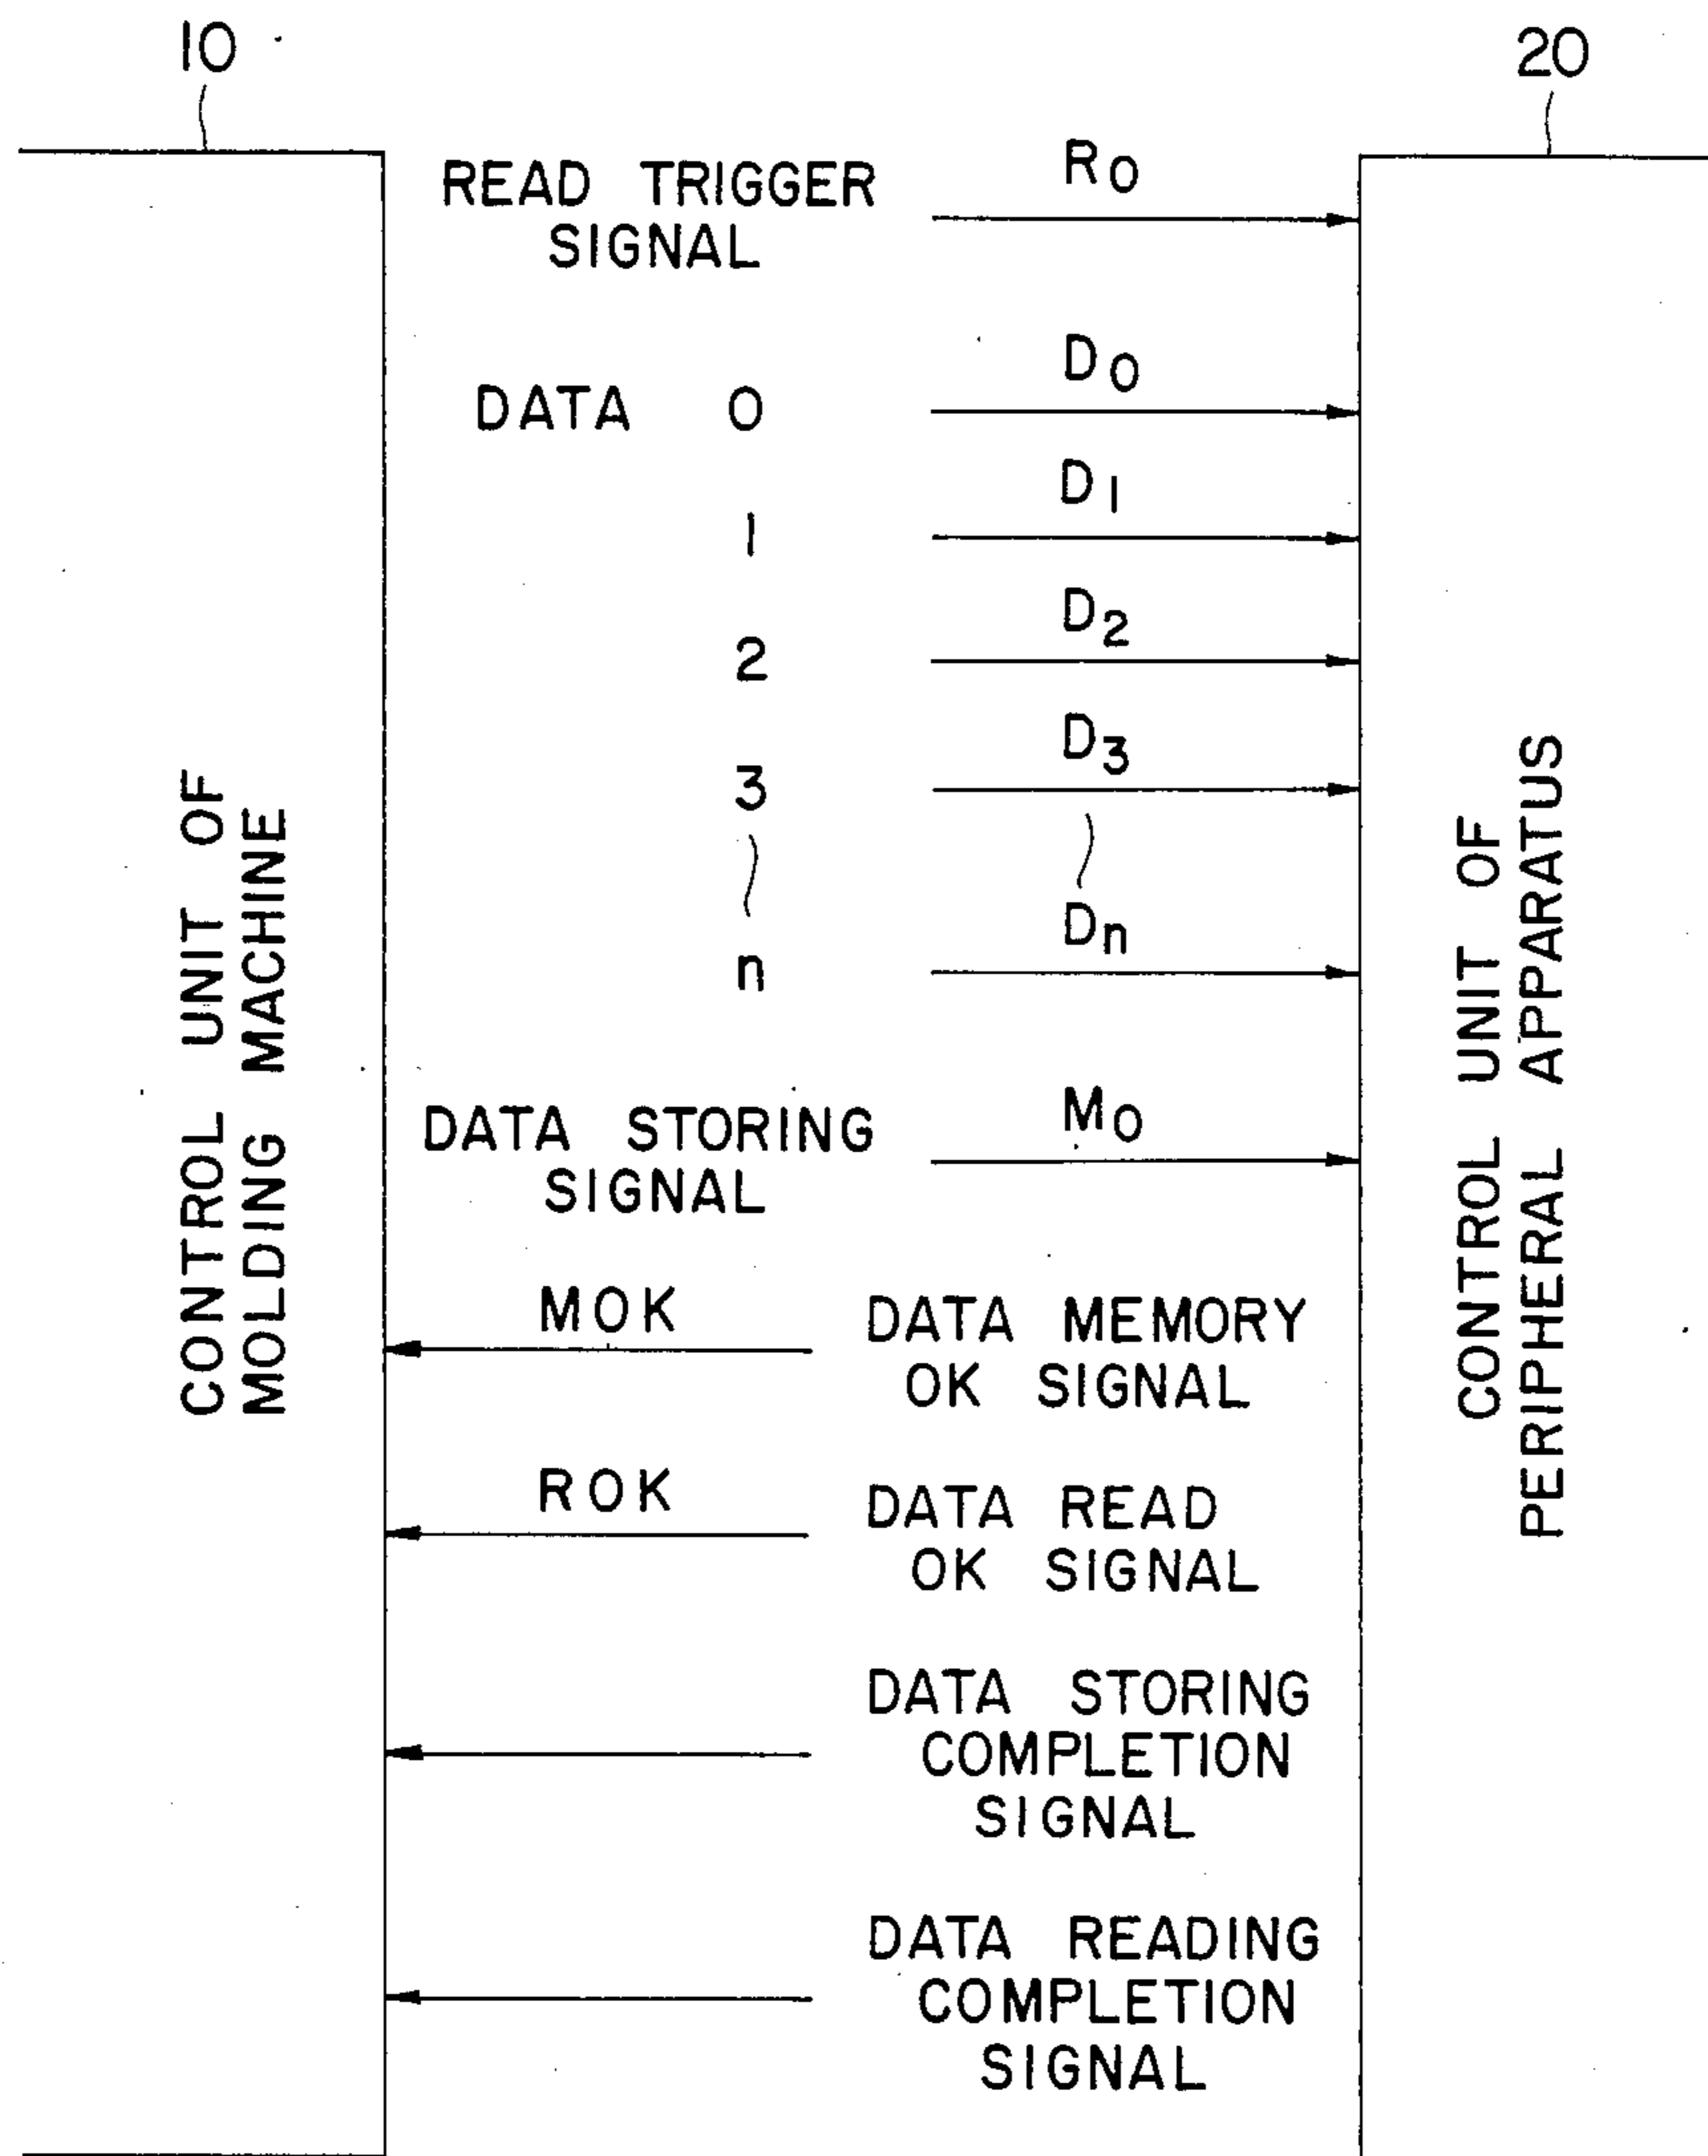 10
20
READ TRIGGER
SIGNAL
R0
DATA 0
D0
1
D1
2
D2
3
D3
n
Dn
DATA STORING
SIGNAL
M0
MOK
DATA MEMORY
OK SIGNAL
ROK
DATA READ
OK SIGNAL
DATA STORING
COMPLETION
SIGNAL
DATA READING
COMPLETION
SIGNAL
CONTROL UNIT OF
MOLDING MACHINE
CONTROL UNIT OF
PERIPHERAL APPARATUS